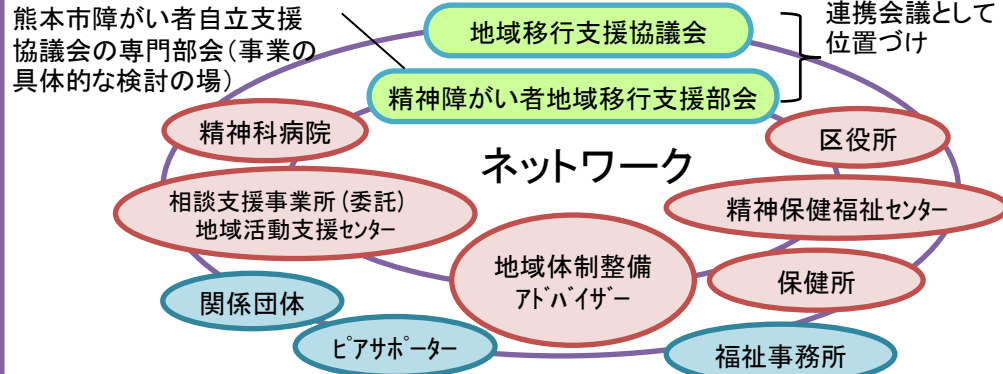 熊本市障がい者自立支援
協議会の専門部会（事業の
具体的な検討の場）
地域移行支援協議会
連携会議として
位置づけ
精神障がい者地域移行支援部会
精神科病院
区役所
ネットワーク
相談支援事業所（委託）
地域活動支援ｾﾝﾀｰ
精神保健福祉ｾﾝﾀｰ
地域体制整備
ｱﾄﾞﾊﾞｲｻﾞｰ
保健所
関係団体
ﾋﾟｱｻﾎﾟｰﾀｰ
福祉事務所